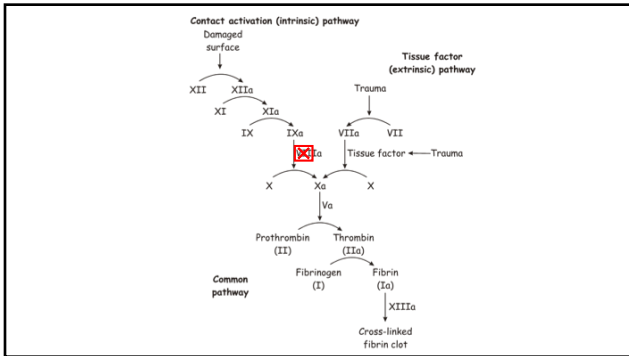 Contact activation (intrinsic) pathway
Damaged
surface
Tissue factor
(extrinsic) pathway
Trauma
XII
XIIa
XI
XIa
IX
IXa
VIIa
VII
Tissue factor
Trauma
X
Xa
X
Va
Prothrombin
(II)
Thrombin
(IIa)
Fibrinogen
(I)
Fibrin
(Ia)
Common
pathway
XIIIa
Cross-linked
fibrin clot